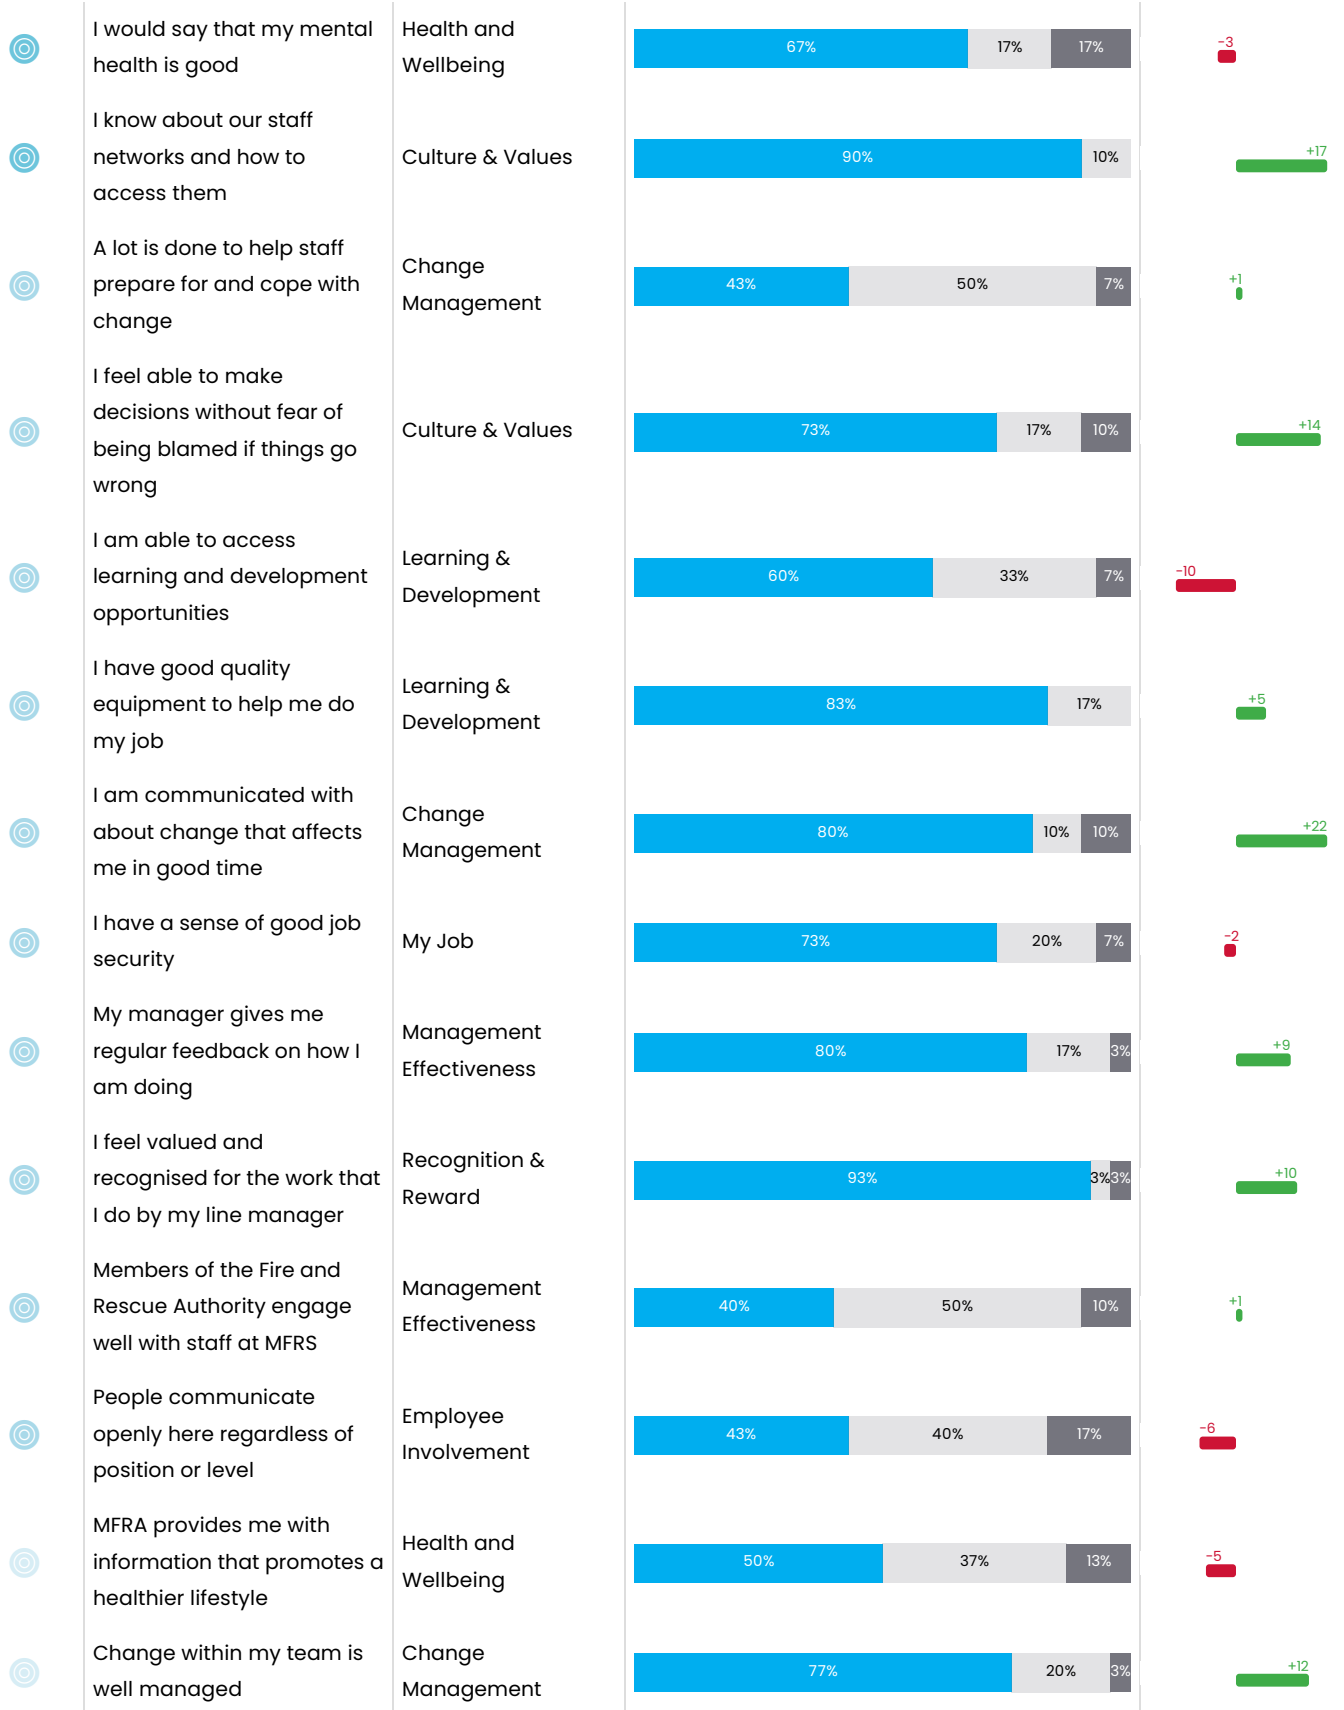 I would say that my mental
health is good
Health and
Wellbeing
67% 17% 17%
-3
I know about our staff
networks and how to
access them
Culture & Values
90% 10%
+17
A lot is done to help staff
prepare for and cope with
change
Change
Management
43% 50% 7%
+1
I feel able to make
decisions without fear of
being blamed if things go
wrong
Culture & Values
73% 17% 10%
+14
I am able to access
learning and development
opportunities
Learning &
Development
60% 33% 7%
-10
I have good quality
equipment to help me do
my job
Learning &
Development
83% 17%
+5
I am communicated with
about change that affects
me in good time
Change
Management
80% 10% 10%
+22
I have a sense of good job
security
My Job
73% 20% 7%
-2
My manager gives me
regular feedback on how I
am doing
Management
Effectiveness
80% 17% 3%
+9
I feel valued and
recognised for the work that
I do by my line manager
Recognition &
Reward
93% 3% 3%
+10
Members of the Fire and
Rescue Authority engage
well with staff at MFRS
Management
Effectiveness
40% 50% 10%
+1
People communicate
openly here regardless of
position or level
Employee
Involvement
43% 40% 17%
-6
MFRA provides me with
information that promotes a
healthier lifestyle
Health and
Wellbeing
50% 37% 13%
-5
Change within my team is
well managed
Change
Management
77% 20% 3%
+12